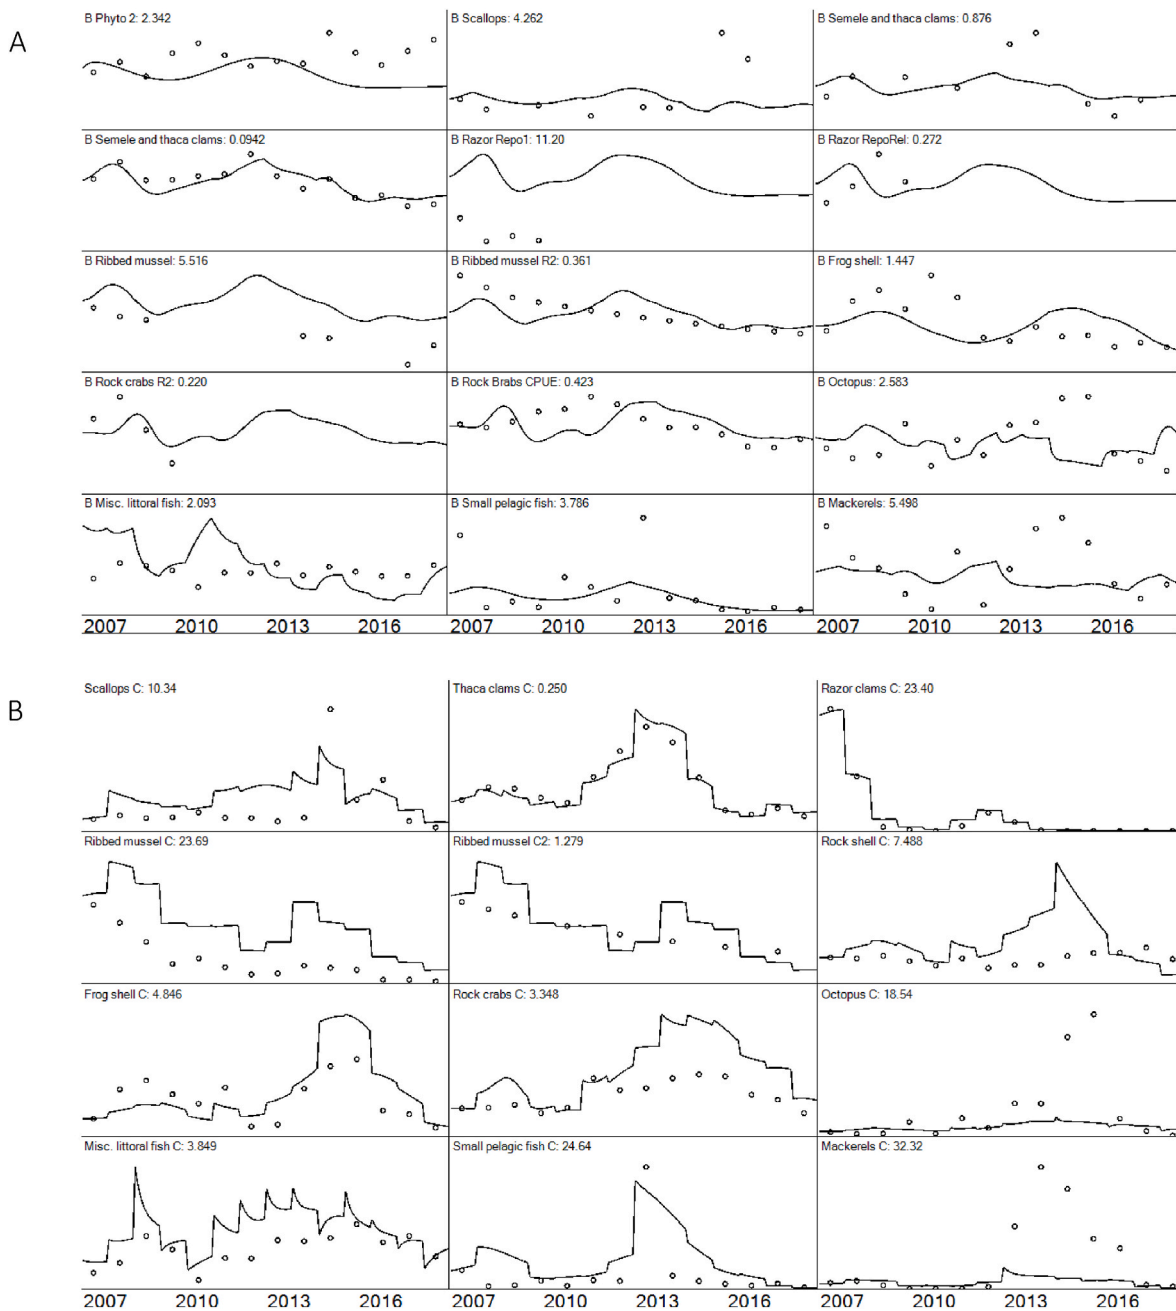 A
B Phyto 2: 2.342
B Scallops: 4.262
B Semele and thaca clams: 0.876
B Semele and thaca clams: 0.0942
B Razor Repo1: 11.20
B Razor RepoRel: 0.272
B Ribbed mussel: 5.516
B Ribbed mussel R2: 0.361
B Frog shell: 1.447
B Rock crabs R2: 0.220
B Rock Brabs CPUE: 0.423
B Octopus: 2.583
B Misc. littoral fish: 2.093
B Small pelagic fish: 3.786
B Mackerels: 5.498
2007 2010 2013 2016 2007 2010 2013 2016 2007 2010 2013 2016
B
Scallops C: 10.34
Thaca clams C: 0.250
Razor clams C: 23.40
Ribbed mussel C: 23.69
Ribbed mussel C2: 1.279
Rock shell C: 7.488
Frog shell C: 4.846
Rock crabs C: 3.348
Octopus C: 18.54
Misc. littoral fish C: 3.849
Small pelagic fish C: 24.64
Mackerels C: 32.32
2007 2010 2013 2016 2007 2010 2013 2016 2007 2010 2013 2016